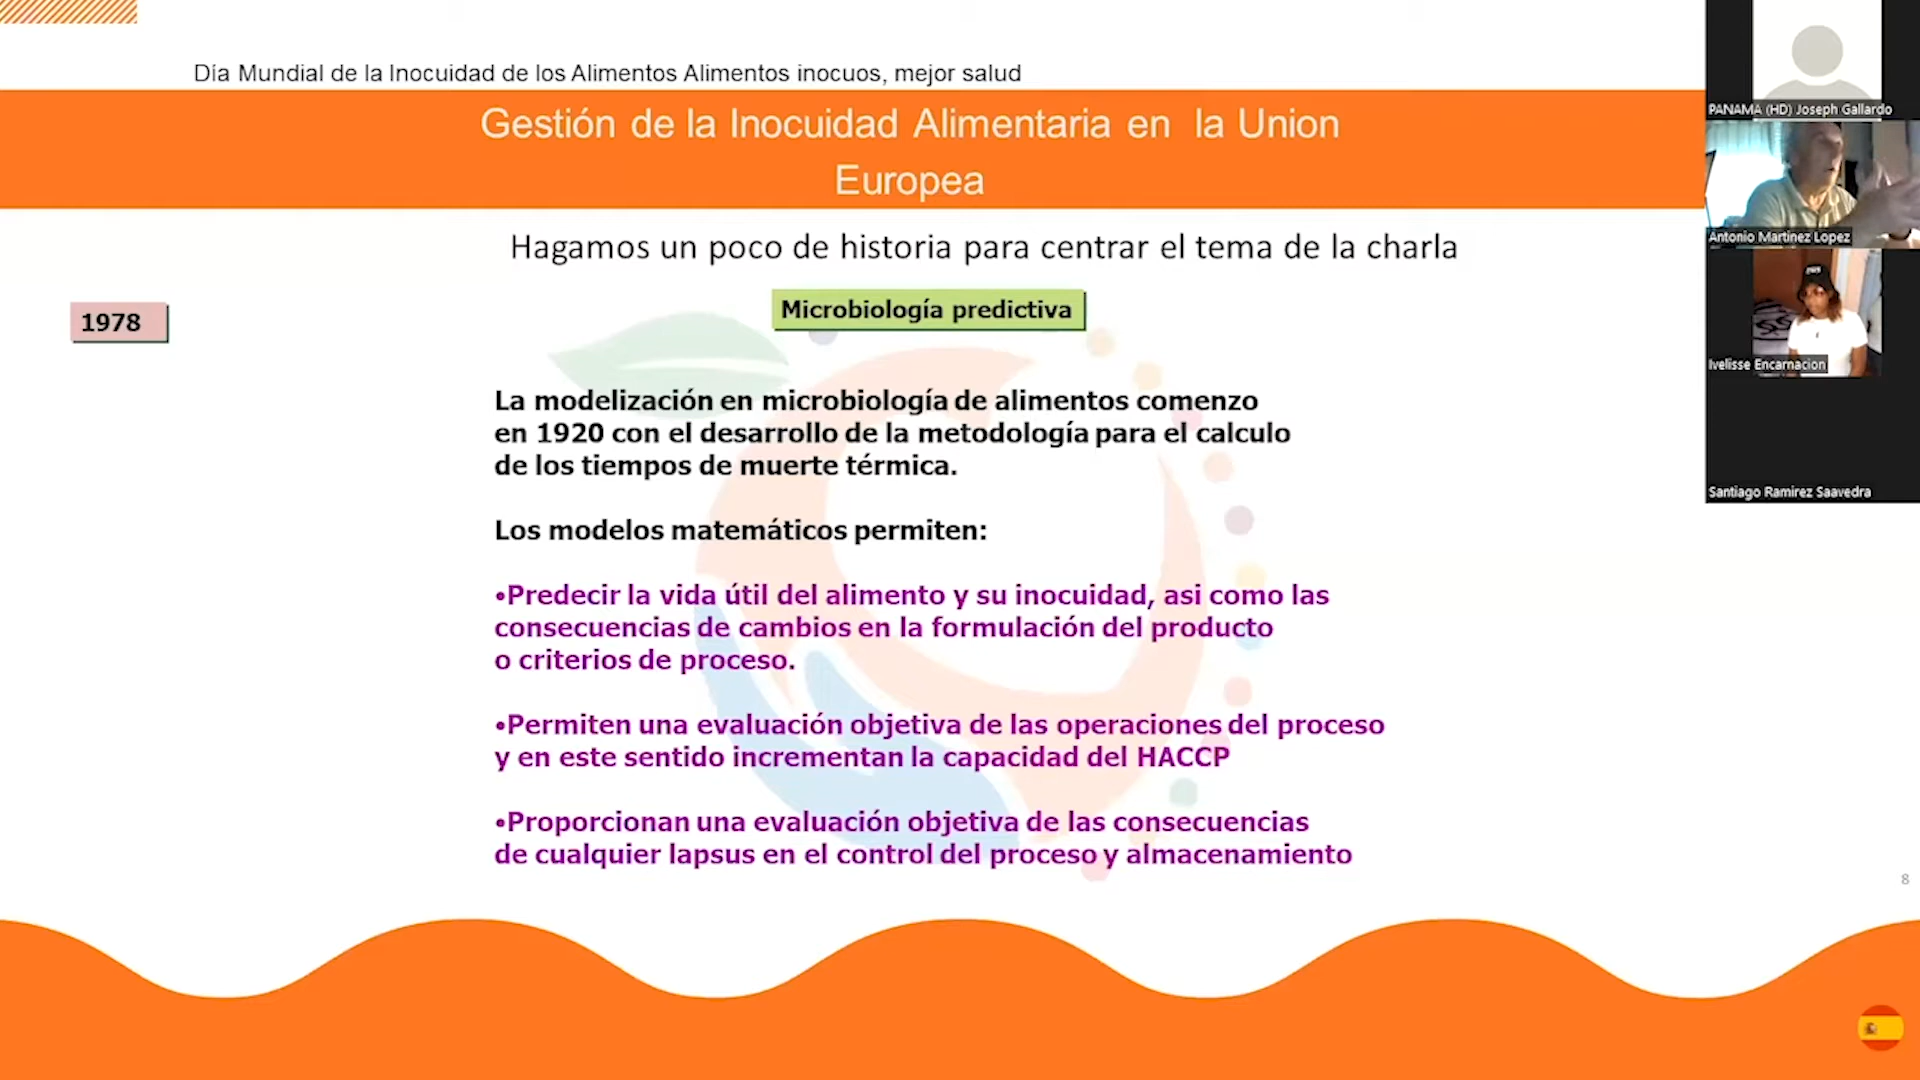 Día Mundial de la Inocuidad de los Alimentos Alimentos inocuos, mejor salud
Gestión de la Inocuidad Alimentaria en la Union
Europea
Hagamos un poco de historia para centrar el tema de la charla
1978
Microbiología predictiva
La modelización en microbiología de alimentos comenzo
en 1920 con el desarrollo de la metodología para el calculo
de los tiempos de muerte térmica.
Los modelos matemáticos permiten:
•Predecir la vida útil del alimento y su inocuidad, asi como las
consecuencias de cambios en la formulación del producto
o criterios de proceso.
•Permiten una evaluación objetiva de las operaciones del proceso
y en este sentido incrementan la capacidad del HACCP
•Proporcionan una evaluación objetiva de las consecuencias
de cualquier lapsus en el control del proceso y almacenamiento
8
PANAMA (HD) Joseph Gallardo
Antonio Martinez Lopez
Ivelisse Encarnacion
Santiago Ramirez Saavedra